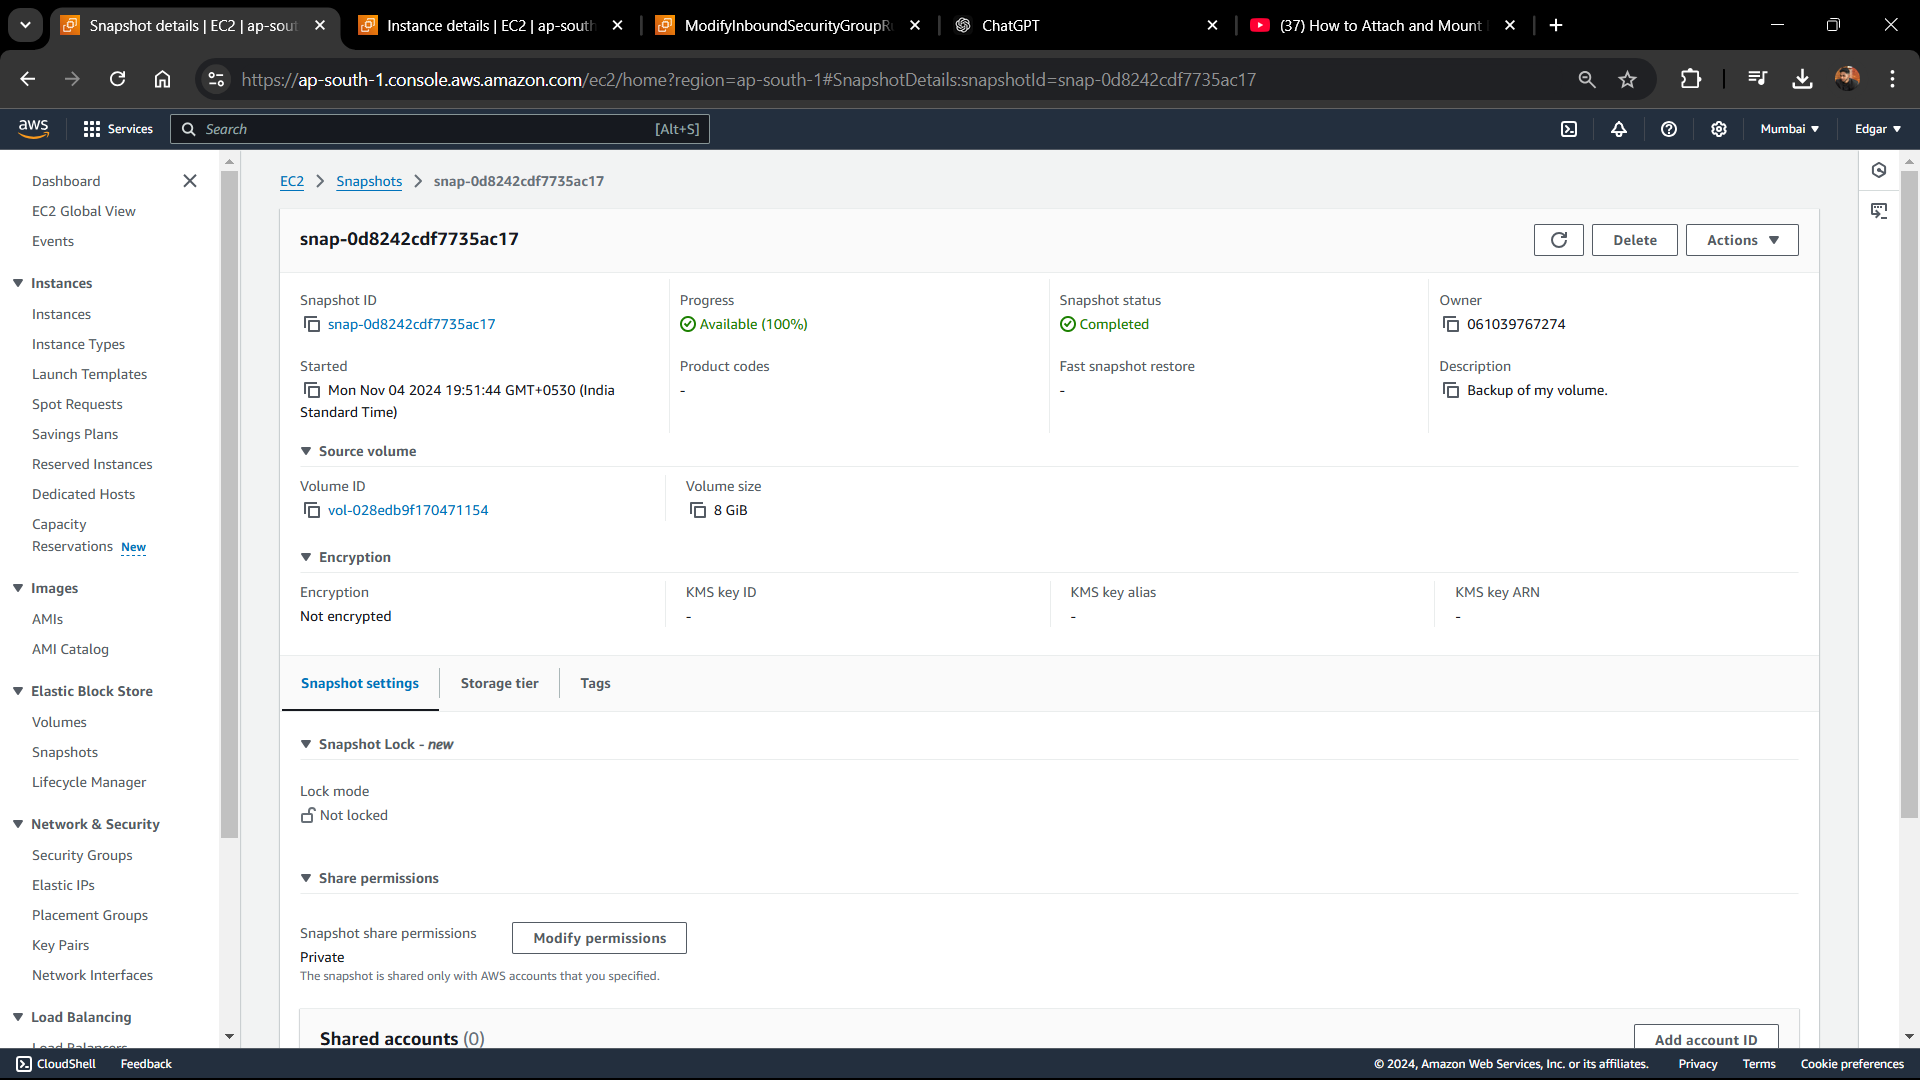 Snapshot details | EC2 | ap-sout
Instance details | EC2 | ap-south
ModifyInboundSecurityGroupRu
ChatGPT
(37) How to Attach and Mount
https://ap-south-1.console.aws.amazon.com/ec2/home?region=ap-south-1#SnapshotDetails:snapshotId=snap-0d8242cdf7735ac17
aws
Services
Search
[Alt+S]
Mumbai
Edgar
Dashboard
EC2 Global View
Events
Instances
Instances
Instance Types
Launch Templates
Spot Requests
Savings Plans
Reserved Instances
Dedicated Hosts
Capacity
Reservations New
Images
AMIs
AMI Catalog
Elastic Block Store
Volumes
Snapshots
Lifecycle Manager
Network & Security
Security Groups
Elastic IPs
Placement Groups
Key Pairs
Network Interfaces
Load Balancing
Load Balancers
EC2 > Snapshots > snap-0d8242cdf7735ac17
snap-0d8242cdf7735ac17
Delete
Actions
Snapshot ID
snap-0d8242cdf7735ac17
Progress
Available (100%)
Snapshot status
Completed
Owner
061039767274
Started
Mon Nov 04 2024 19:51:44 GMT+0530 (India
Standard Time)
Product codes
-
Fast snapshot restore
-
Description
Backup of my volume.
Source volume
Volume ID
vol-028edb9f170471154
Volume size
8 GiB
Encryption
Encryption
Not encrypted
KMS key ID
-
KMS key alias
-
KMS key ARN
-
Snapshot settings
Storage tier
Tags
Snapshot Lock - new
Lock mode
Not locked
Share permissions
Snapshot share permissions
Private
The snapshot is shared only with AWS accounts that you specified.
Modify permissions
Shared accounts (0)
Add account ID
CloudShell
Feedback
© 2024, Amazon Web Services, Inc. or its affiliates.
Privacy
Terms
Cookie preferences